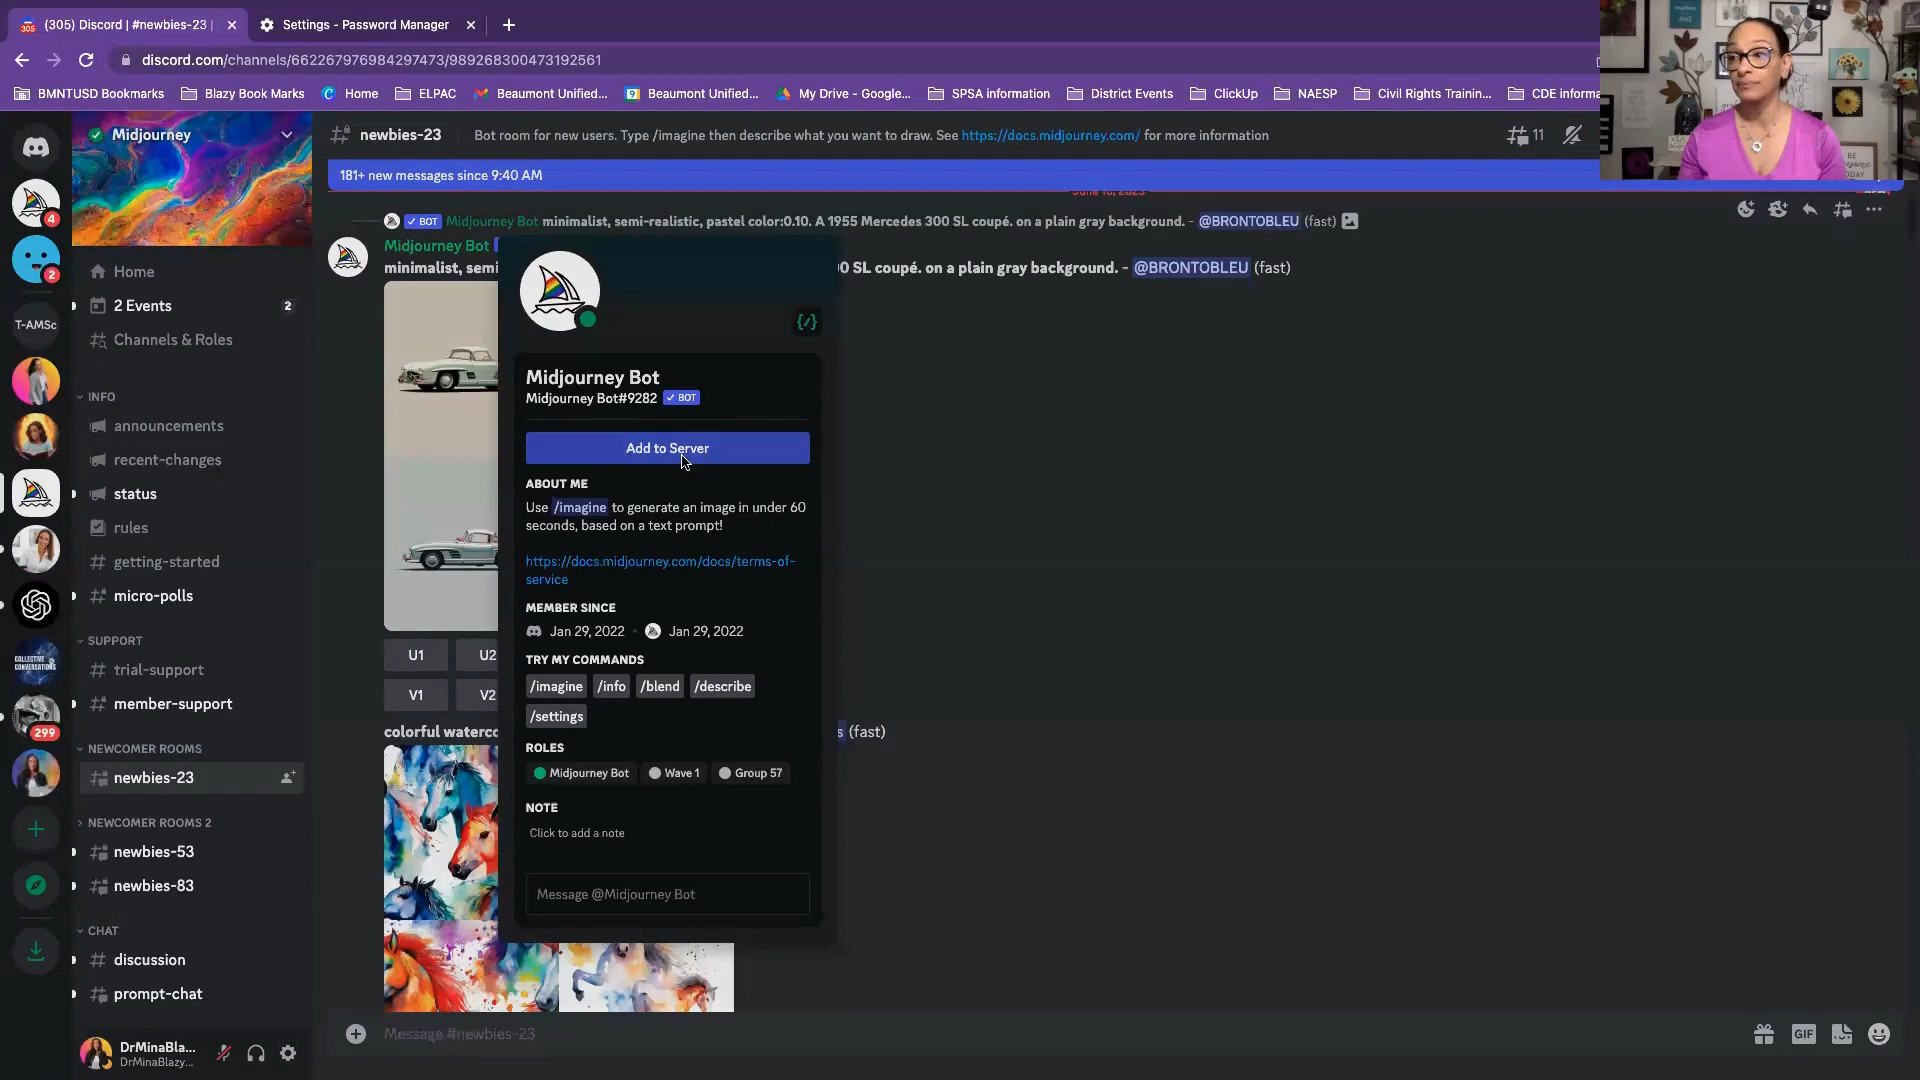 (305) Discord | #newbies-23 |
Settings - Password Manager
discord.com/channels/662267976984297473/989268300473192561
BMNTUSD Bookmarks
Blazy Book Marks
Home
ELPAC
Beaumont Unified...
Beaumont Unified...
My Drive - Google...
SPSA information
District Events
ClickUp
NAESP
Civil Rights Trainin...
CDE informa
Midjourney
newbies-23
Bot room for new users. Type /imagine then describe what you want to draw. See https://docs.midjourney.com/ for more information
11
181+ new messages since 9:40 AM
BOT Midjourney Bot minimalist, semi-realistic, pastel color:0.10. A 1955 Mercedes 300 SL coupé. on a plain gray background. - @BRONTOBLEU (fast)
Midjourney Bot
minimalist, semi
00 SL coupé. on a plain gray background. - @BRONTOBLEU (fast)
U1
U2
V1
V2
colorful waterco
s (fast)
Midjourney Bot
Midjourney Bot#9282 BOT
Add to Server
ABOUT ME
Use /imagine to generate an image in under 60
seconds, based on a text prompt!
https://docs.midjourney.com/docs/terms-of-
service
MEMBER SINCE
Jan 29, 2022
Jan 29, 2022
TRY MY COMMANDS
/imagine
/info
/blend
/describe
/settings
ROLES
Midjourney Bot
Wave 1
Group 57
NOTE
Click to add a note
Message @Midjourney Bot
Home
2 Events
2
Channels & Roles
INFO
announcements
recent-changes
status
rules
getting-started
micro-polls
SUPPORT
trial-support
member-support
NEWCOMER ROOMS
newbies-23
NEWCOMER ROOMS 2
newbies-53
newbies-83
CHAT
discussion
prompt-chat
4
2
T-AMSc
COLLECTIVE
CONVERSATIONS
299
DrMinaBla...
DrMinaBlazy...
Message #newbies-23
GIF
305